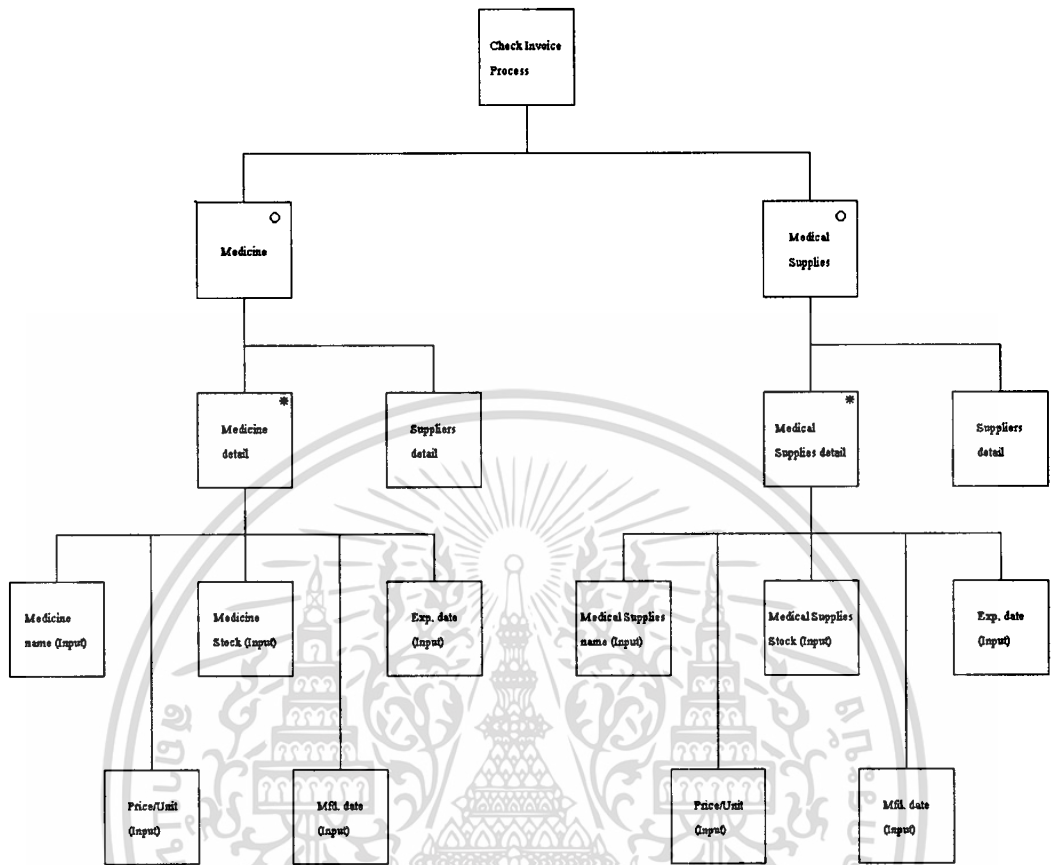 Check Invoice
Process
Medicine
Medical
Supplies
Medicine
detail
Suppliers
detail
Medical
Supplies detail
Suppliers
detail
Medicine
name (Input)
Medicine
Stock (Input)
Exp. date
(Input)
Medical Supplies
name (Input)
Medical Supplies
Stock (Input)
Exp. date
(Input)
Price/Unit
(Input)
Mfd. date
(Input)
Price/Unit
(Input)
Mfd. date
(Input)